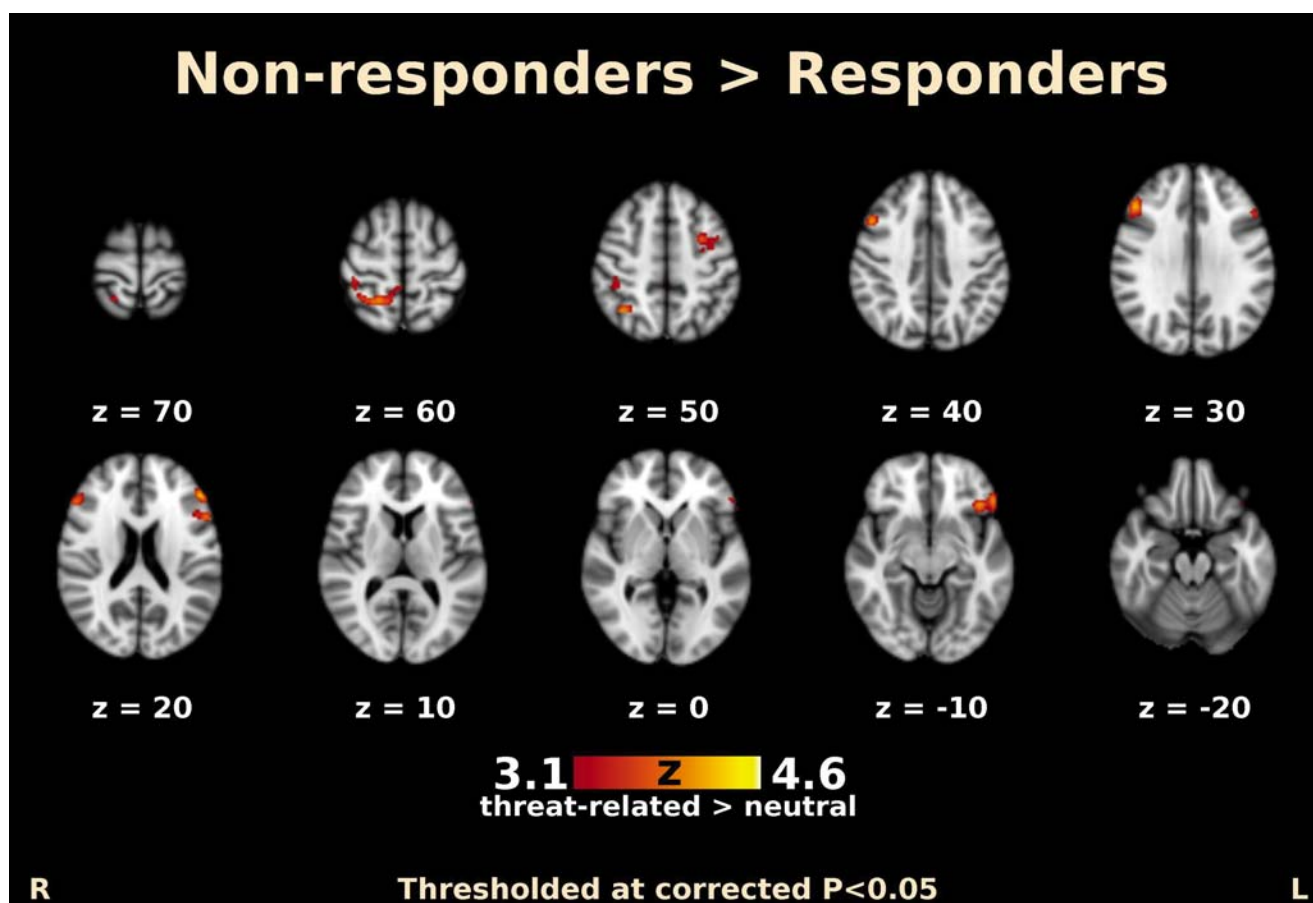 Non-responders > Responders
z = 70 z = 60 z = 50 z = 40 z = 30
z = 20 z = 10 z = 0 z = -10 z = -20
3.1 z 4.6
threat-related > neutral
R Thresholded at corrected P<0.05 L